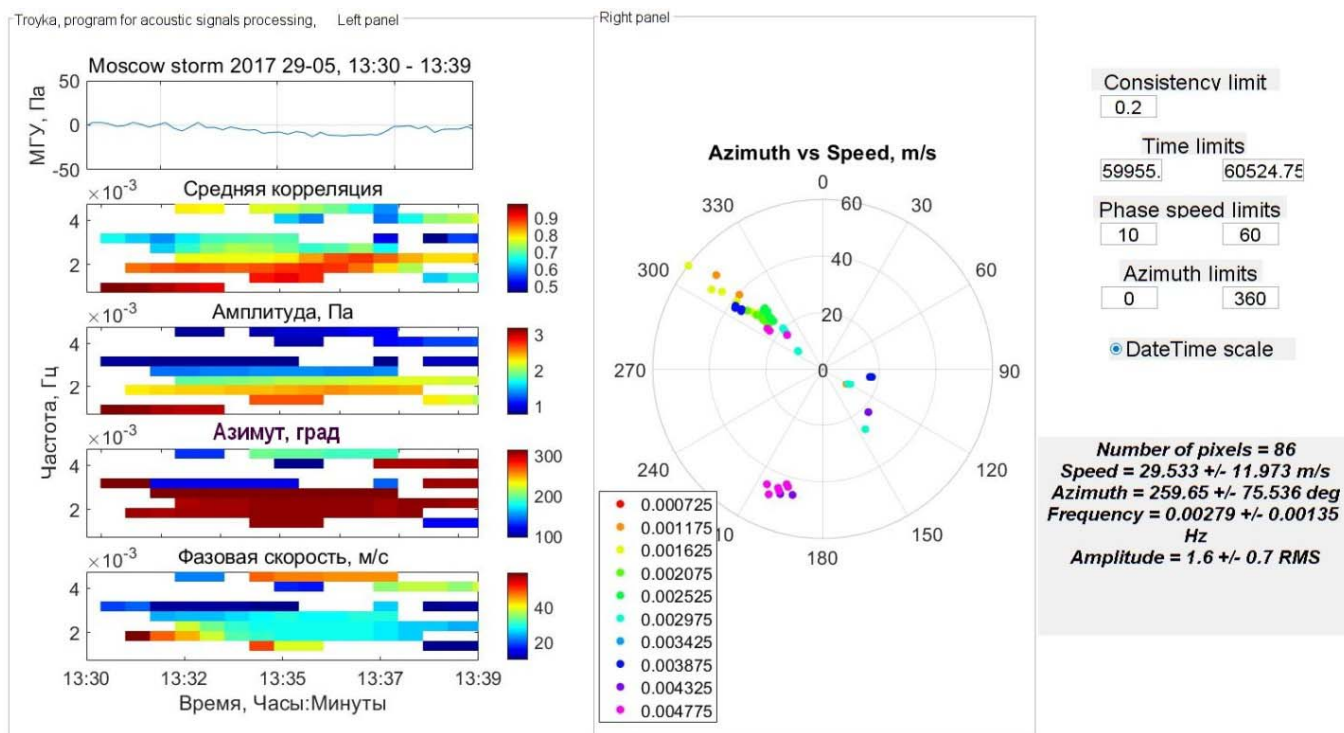 Troyka, program for acoustic signals processing, Left panel
Right panel
Moscow storm 2017 29-05, 13:30 - 13:39
50
0
-50
МГУ, Па
Средняя корреляция
×10⁻³
4
2
0.9
0.8
0.7
0.6
0.5
Амплитуда, Па
×10⁻³
4
2
3
2
1
Частота, Гц
Азимут, град
×10⁻³
4
2
300
200
100
Фазовая скорость, м/с
×10⁻³
4
2
40
20
13:30 13:32 13:35 13:37 13:39
Время, Часы:Минуты
Azimuth vs Speed, m/s
0
330 60 30
300 40 60
20
270 0 90
240 120
10 150
180
0.000725
0.001175
0.001625
0.002075
0.002525
0.002975
0.003425
0.003875
0.004325
0.004775
Consistency limit
0.2
Time limits
59955. 60524.75
Phase speed limits
10 60
Azimuth limits
0 360
DateTime scale
Number of pixels = 86
Speed = 29.533 +/- 11.973 m/s
Azimuth = 259.65 +/- 75.536 deg
Frequency = 0.00279 +/- 0.00135
Hz
Amplitude = 1.6 +/- 0.7 RMS